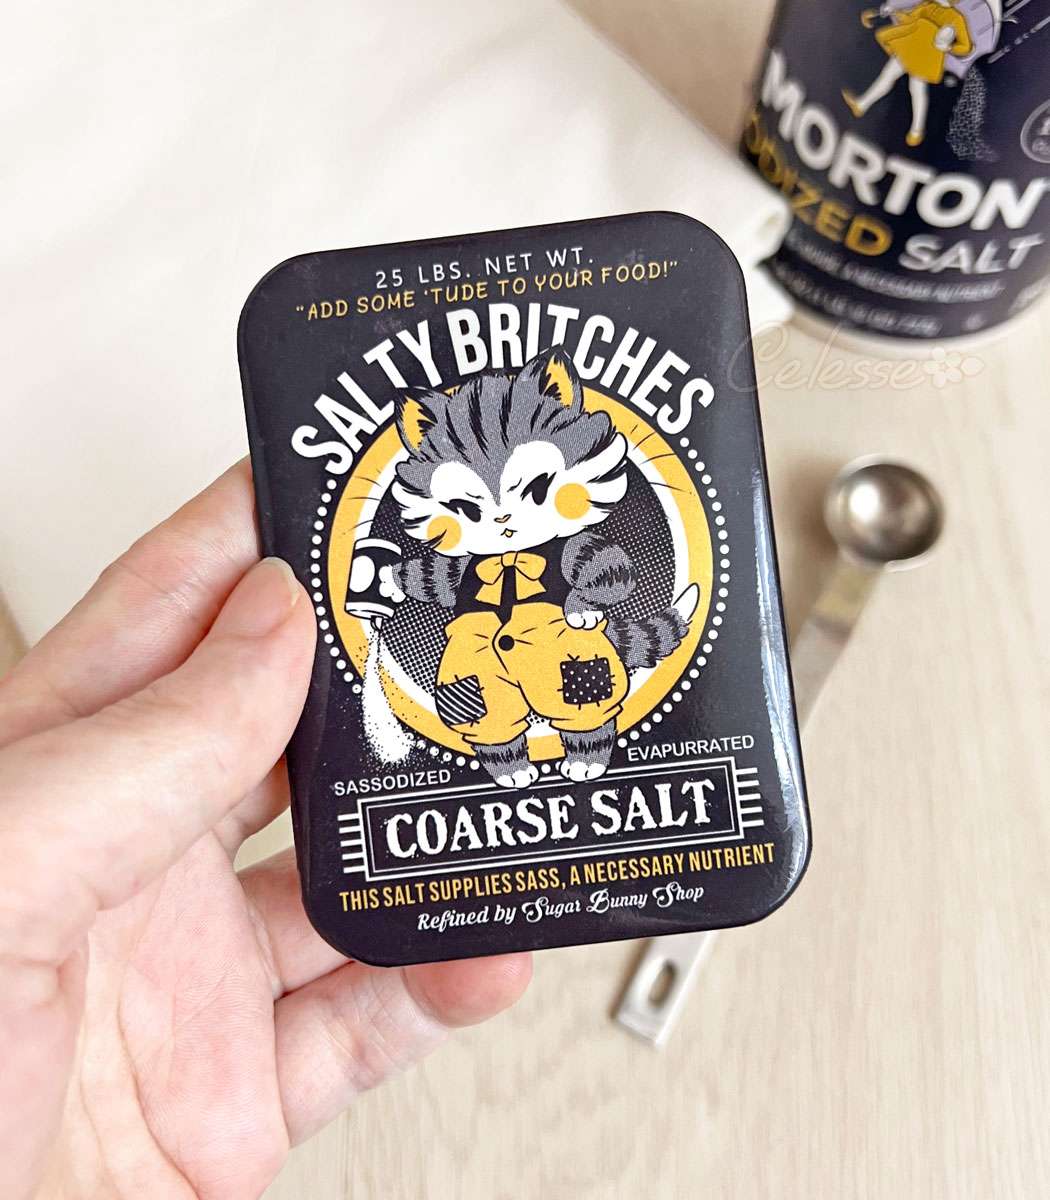 25 LBS. NET WT.
"ADD SOME 'TUDE TO YOUR FOOD!"
SALTY BRITCHES
SASSODIZED
EVAPURRATED
COARSE SALT
THIS SALT SUPPLIES SASS, A NECESSARY NUTRIENT
Refined by Sugar Bunny Shop
MORTON
ODIZED SALT
Celesse